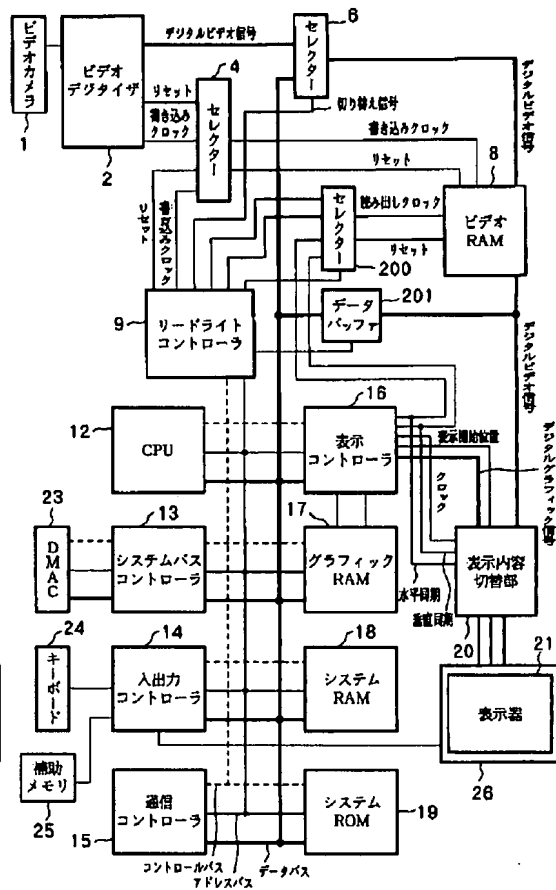 ビデオカメラ
1
ビデオ
デジタイザ
2
デジタルビデオ信号
リセット
書き込み
クロック
4
セレクター
6
セレクター
切り替え信号
書き込みクロック
リセット
デジタルビデオ信号
8
ビデオ
RAM
リセット
書き込みクロック
セレクター
200
読み出しクロック
リセット
9
リードライト
コントローラ
データ
バッファ
201
デジタルビデオ信号
12
CPU
16
表示
コントローラ
表示開始位置
デジタルグラフィック信号
クロック
23
DMAC
13
システムバス
コントローラ
17
グラフィック
RAM
水平同期
垂直同期
表示内容
切替部
20
24
キーボード
14
入出力
コントローラ
18
システム
RAM
21
表示器
26
補助
メモリ
25
15
通信
コントローラ
システム
ROM
19
コントロールバス
アドレスバス
データバス